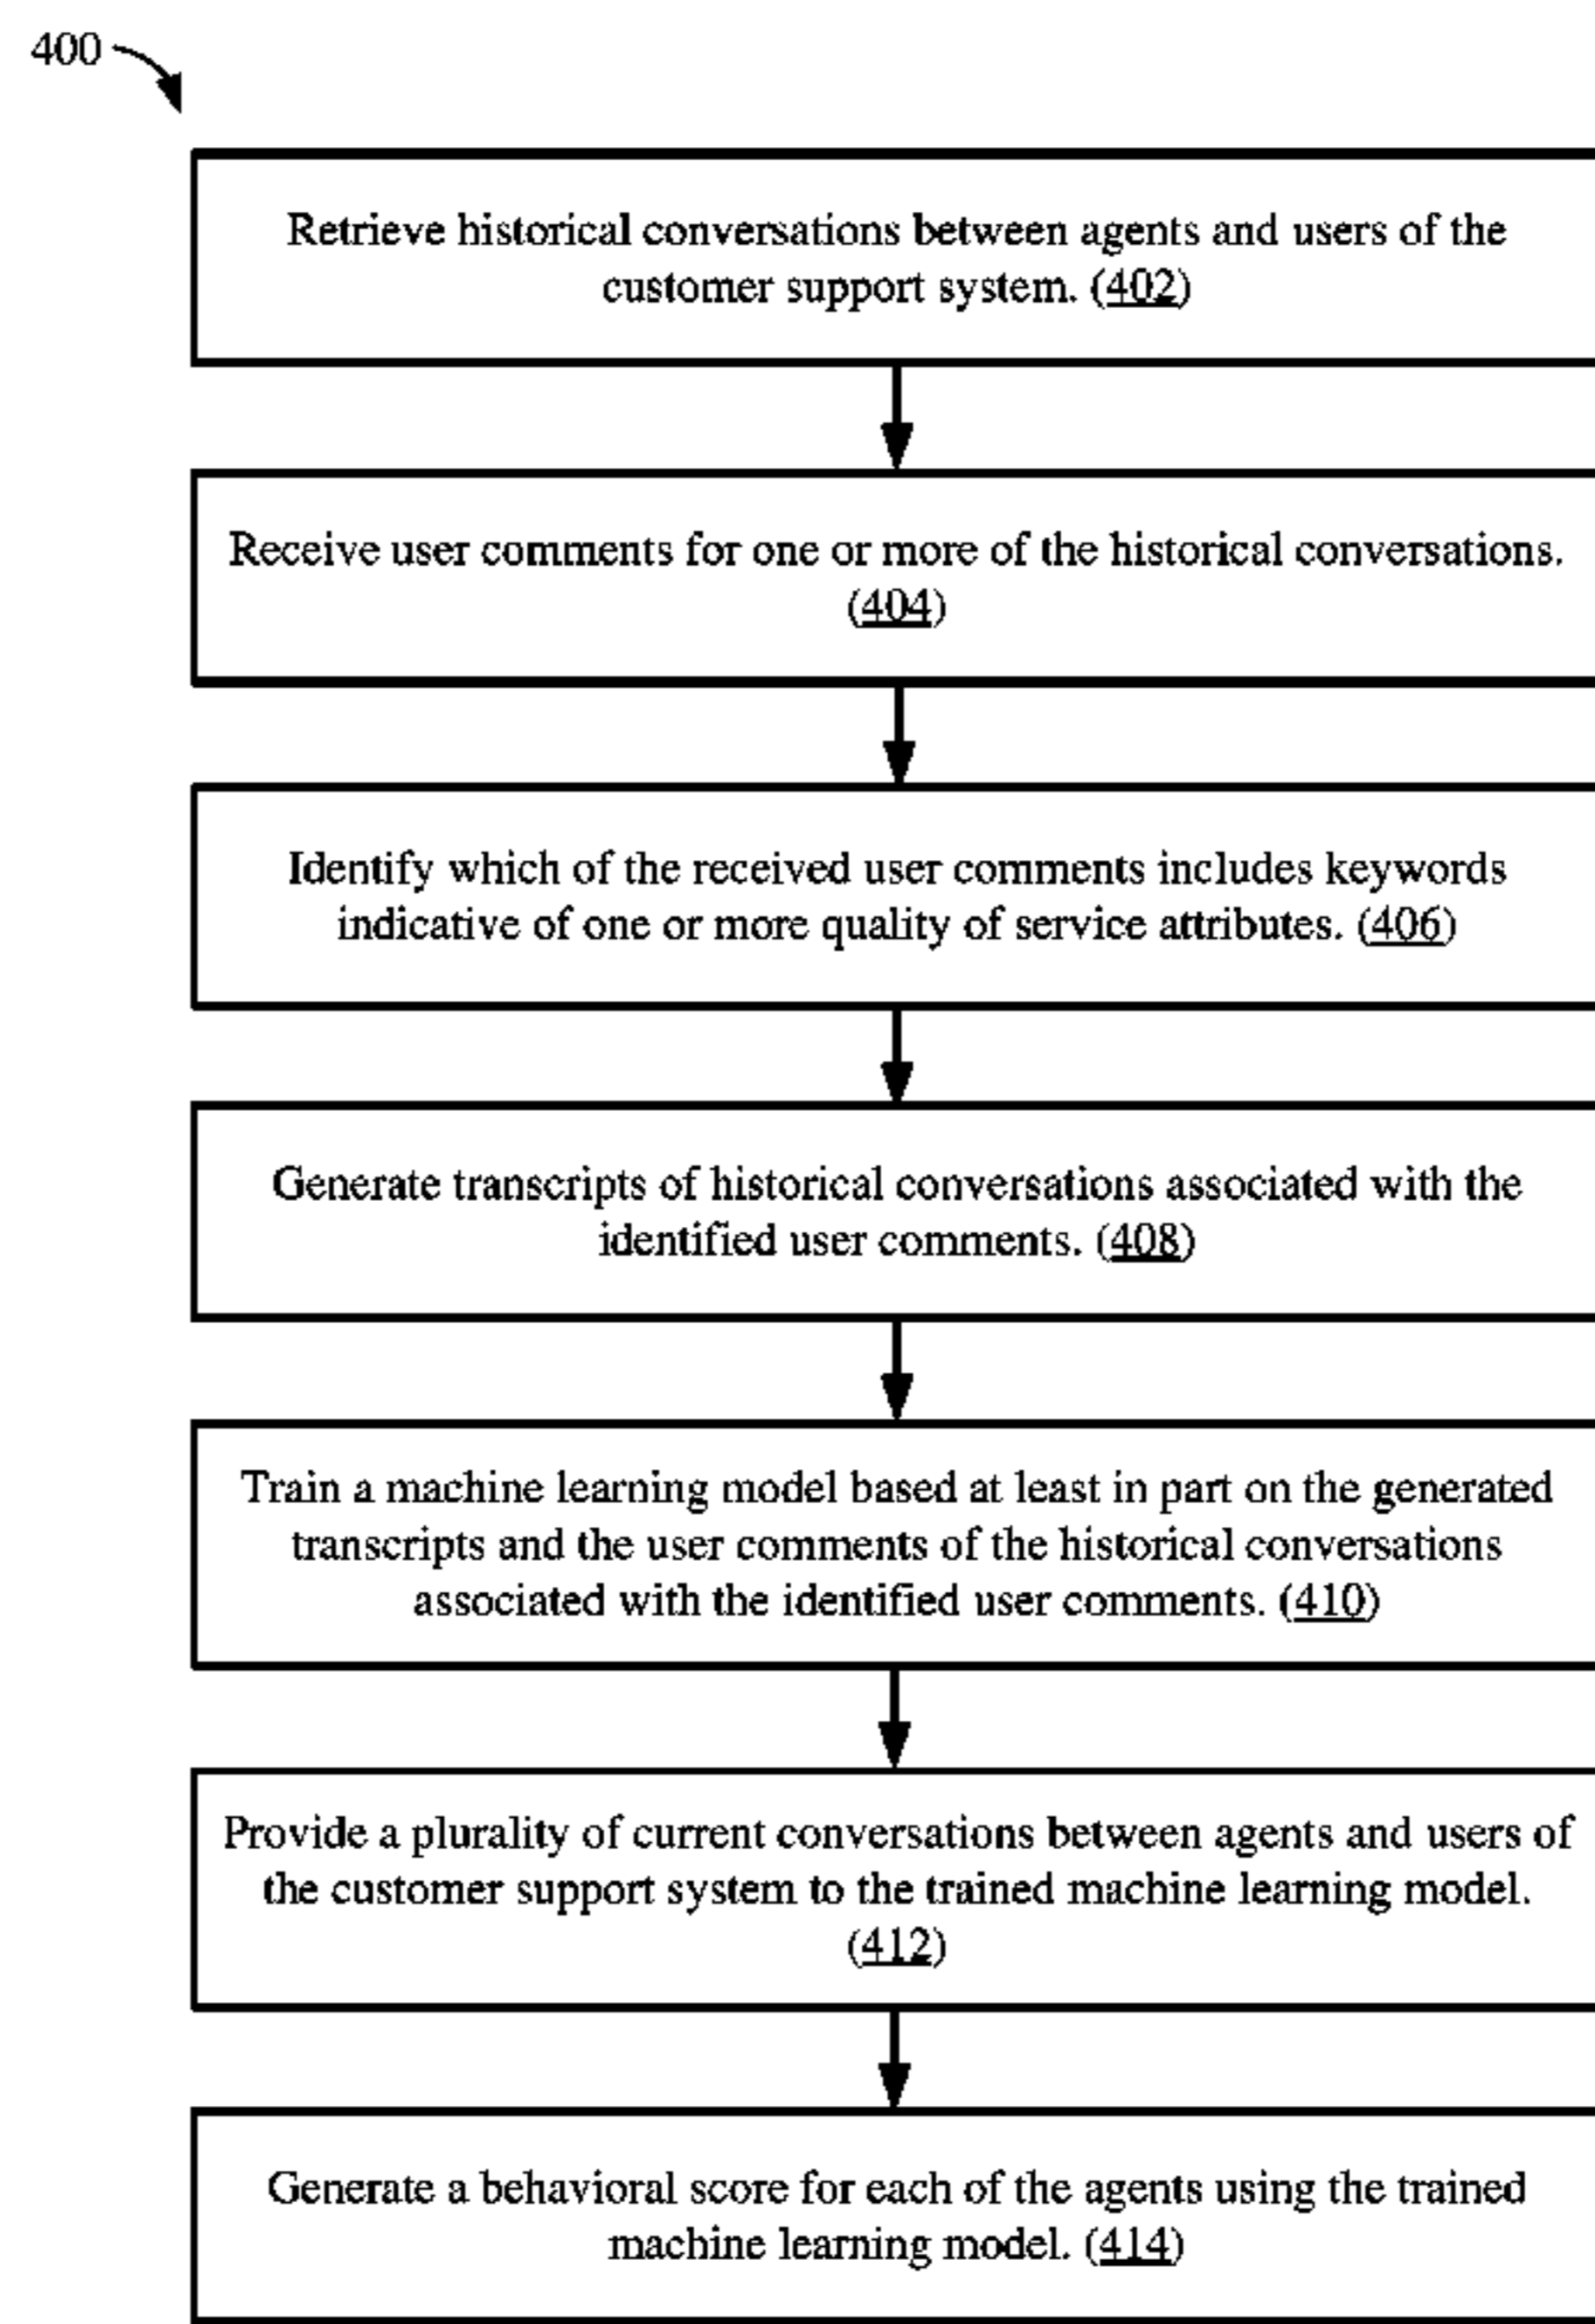 400
Retrieve historical conversations between agents and users of the
customer support system. (402)
Receive user comments for one or more of the historical conversations.
(404)
Identify which of the received user comments includes keywords
indicative of one or more quality of service attributes. (406)
Generate transcripts of historical conversations associated with the
identified user comments. (408)
Train a machine learning model based at least in part on the generated
transcripts and the user comments of the historical conversations
associated with the identified user comments. (410)
Provide a plurality of current conversations between agents and users of
the customer support system to the trained machine learning model.
(412)
Generate a behavioral score for each of the agents using the trained
machine learning model. (414)